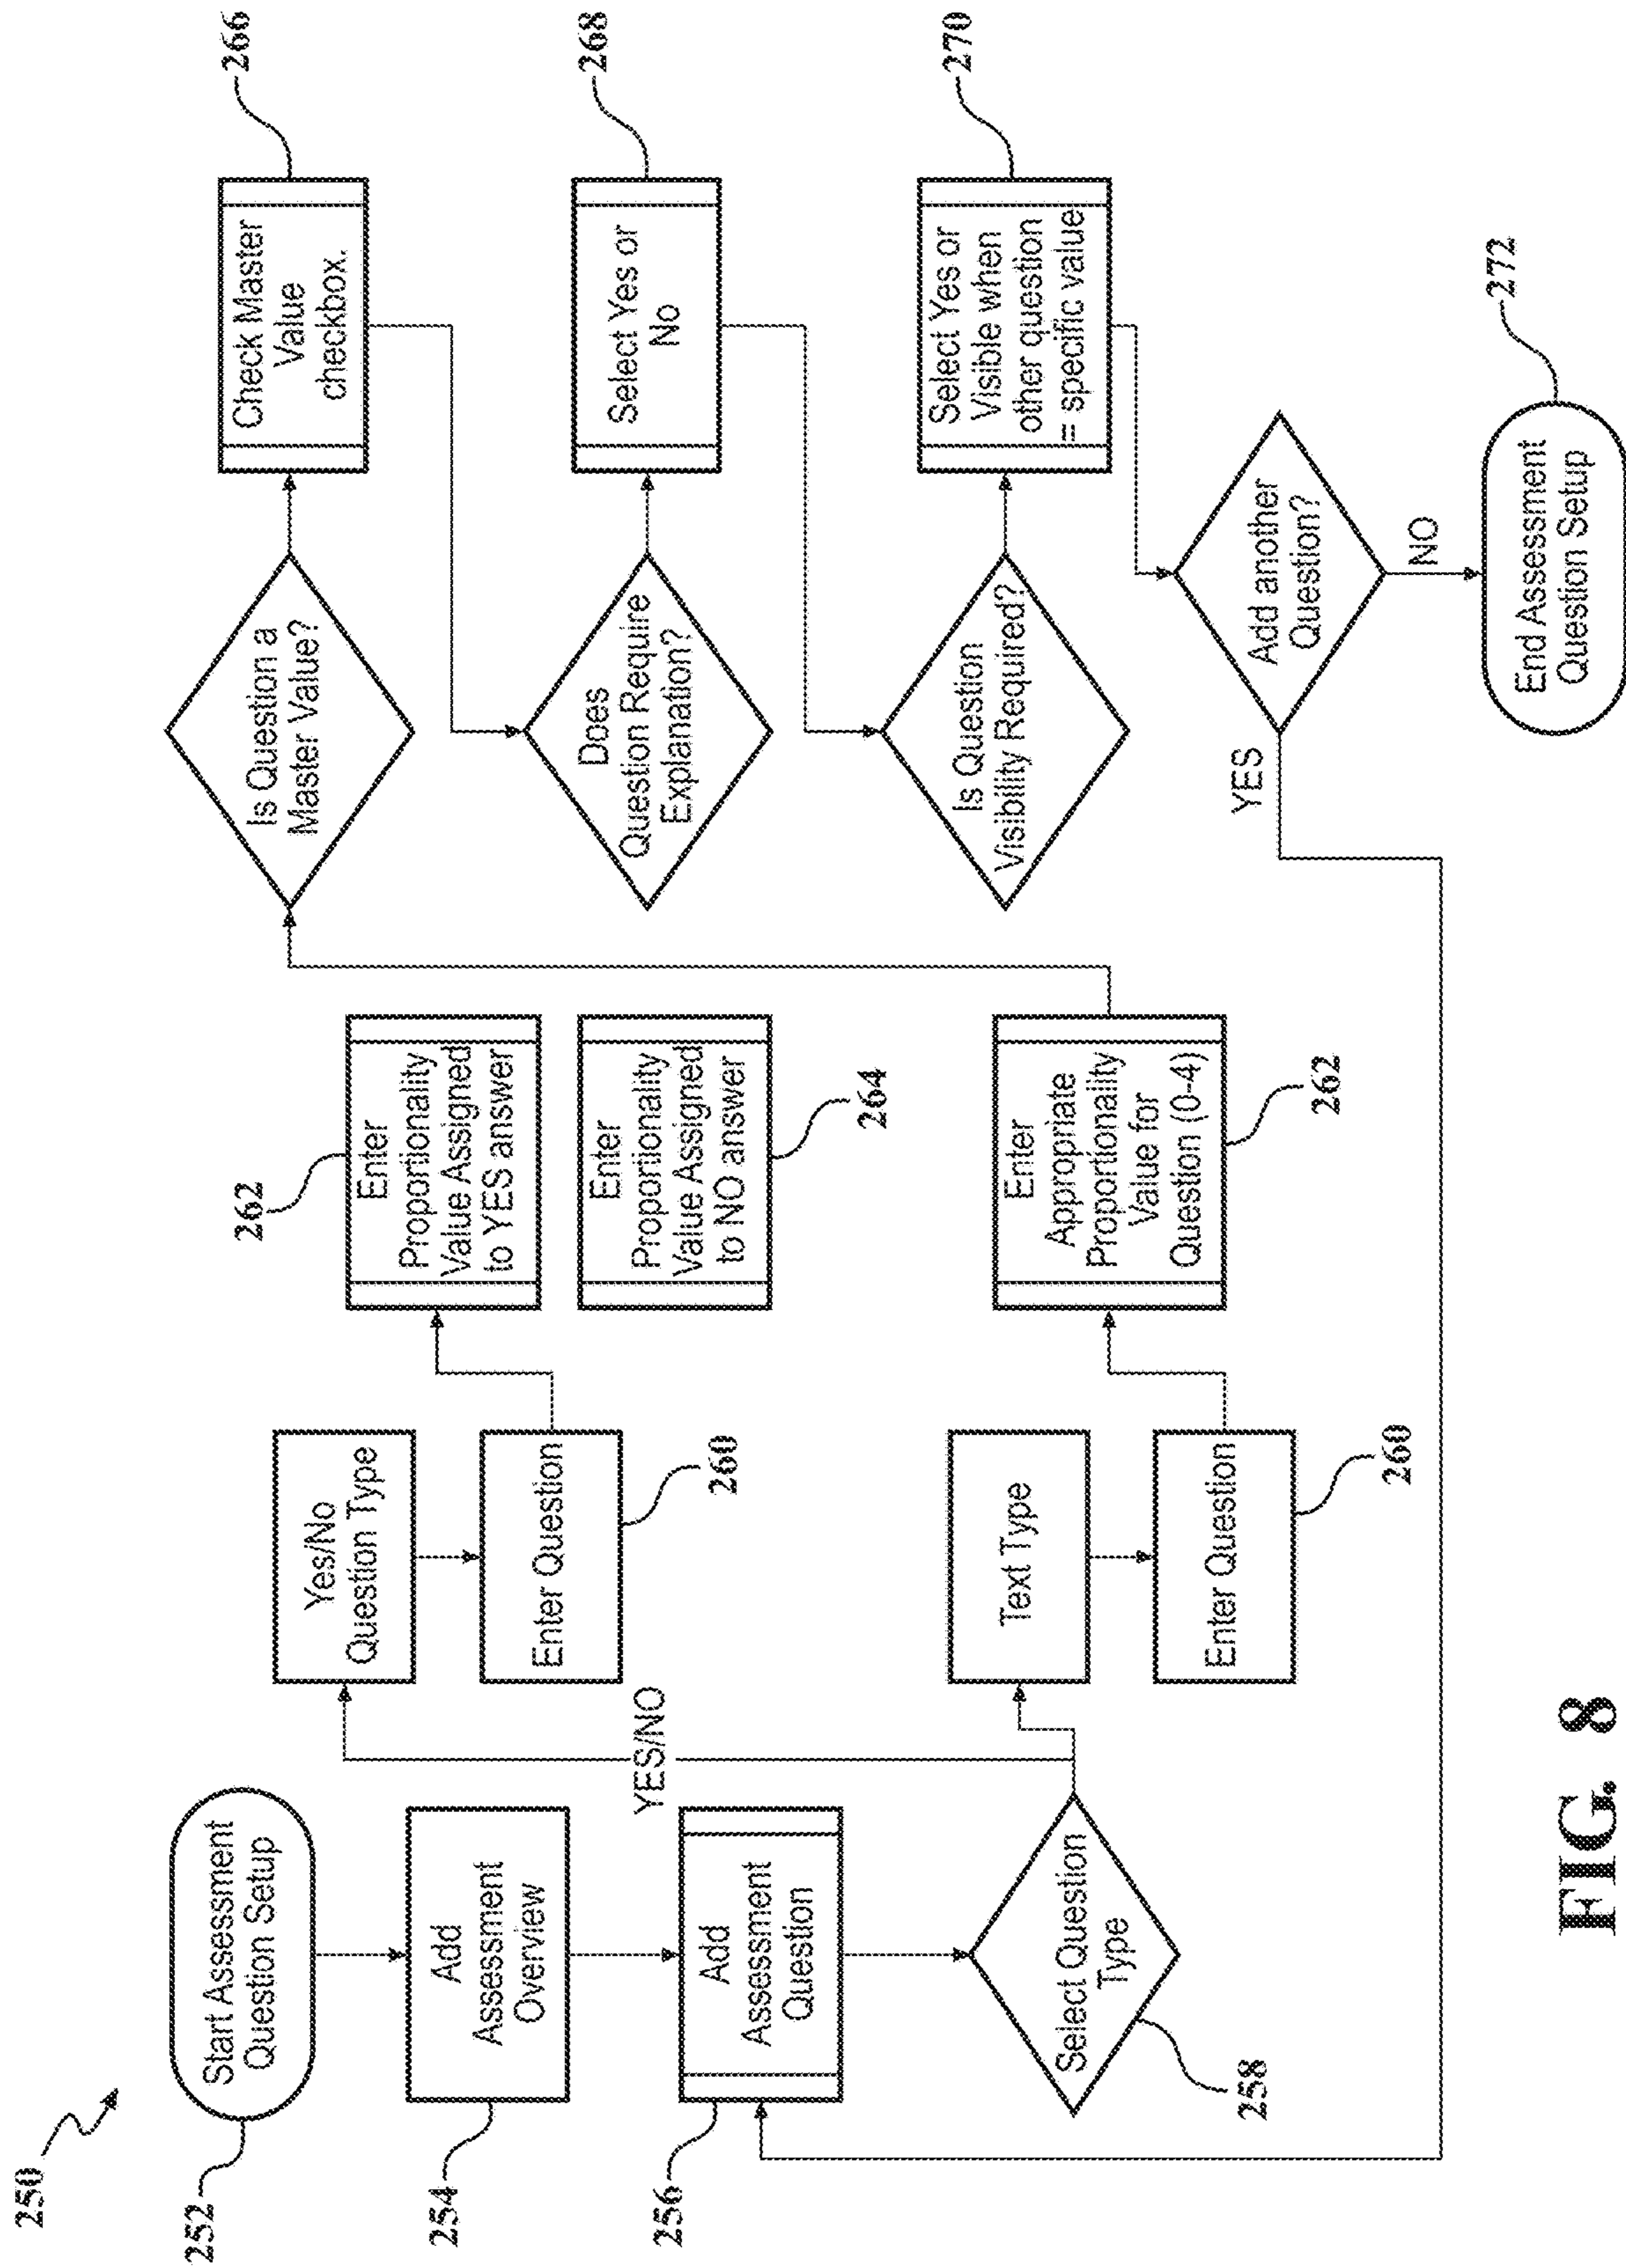 250
252
Start Assessment
Question Setup
254
Add
Assessment
Overview
256
Add
Assessment
Question
258
Select Question
Type
YES/NO
Yes/No
Question Type
Enter Question
260
Text Type
Enter Question
260
262
Enter
Proportionality
Value Assigned
to YES answer
Enter
Proportionality
Value Assigned
to NO answer
264
Enter
Appropriate
Proportionality
Value for
Question (0-4)
262
Is Question a
Master Value?
Check Master
Value
checkbox.
266
Does
Question Require
Explanation?
Select Yes or
No
268
Is Question
Visibility Required?
Select Yes or
Visible when
other question
= specific value
270
Add another
Question?
YES
NO
End Assessment
Question Setup
272
FIG. 8